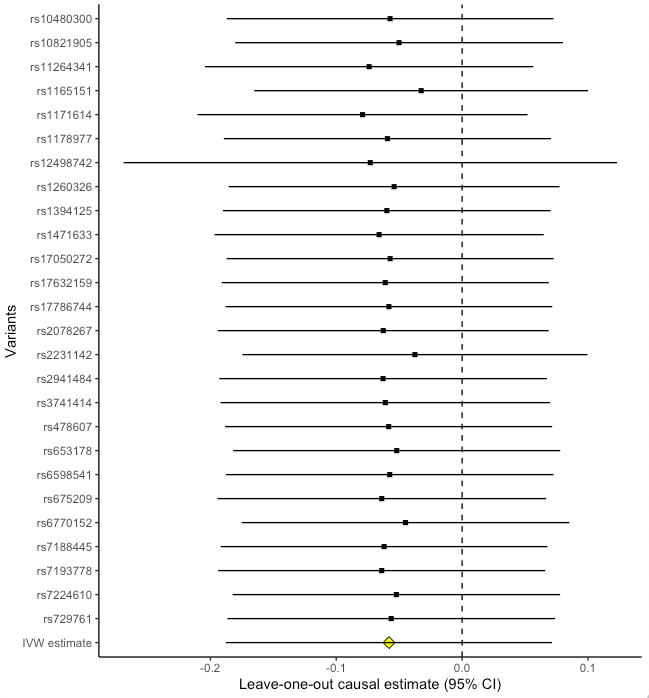 rs10480300
rs10821905
rs11264341
rs1165151
rs1171614
rs1178977
rs12498742
rs1260326
rs1394125
rs1471633
rs17050272
rs17632159
rs17786744
rs2078267
rs2231142
rs2941484
rs3741414
rs478607
rs653178
rs6598541
rs675209
rs6770152
rs7188445
rs7193778
rs7224610
rs729761
IVW estimate
Variants
-0.2 -0.1 0.0 0.1
Leave-one-out causal estimate (95% CI)